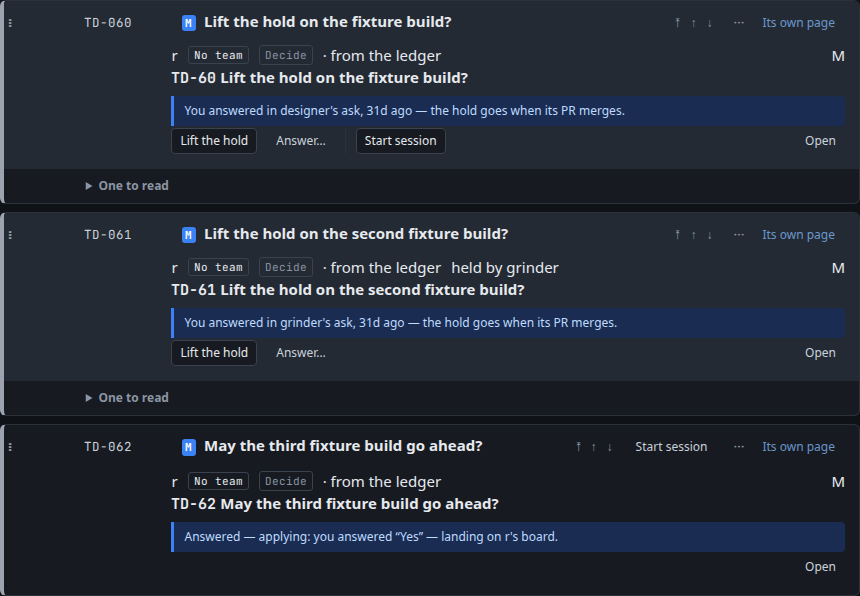 TD-060 M Lift the hold on the fixture build? ⤒ ↑ ↓ ··· Its own page
r No team Decide · from the ledger M
TD-60 Lift the hold on the fixture build?
You answered in designer's ask, 31d ago — the hold goes when its PR merges.
Lift the hold Answer... Start session Open
▶ One to read
TD-061 M Lift the hold on the second fixture build? ⤒ ↑ ↓ ··· Its own page
r No team Decide · from the ledger held by grinder M
TD-61 Lift the hold on the second fixture build?
You answered in grinder's ask, 31d ago — the hold goes when its PR merges.
Lift the hold Answer... Open
▶ One to read
TD-062 M May the third fixture build go ahead? ⤒ ↑ ↓ Start session ··· Its own page
r No team Decide · from the ledger M
TD-62 May the third fixture build go ahead?
Answered — applying: you answered “Yes” — landing on r's board.
Open